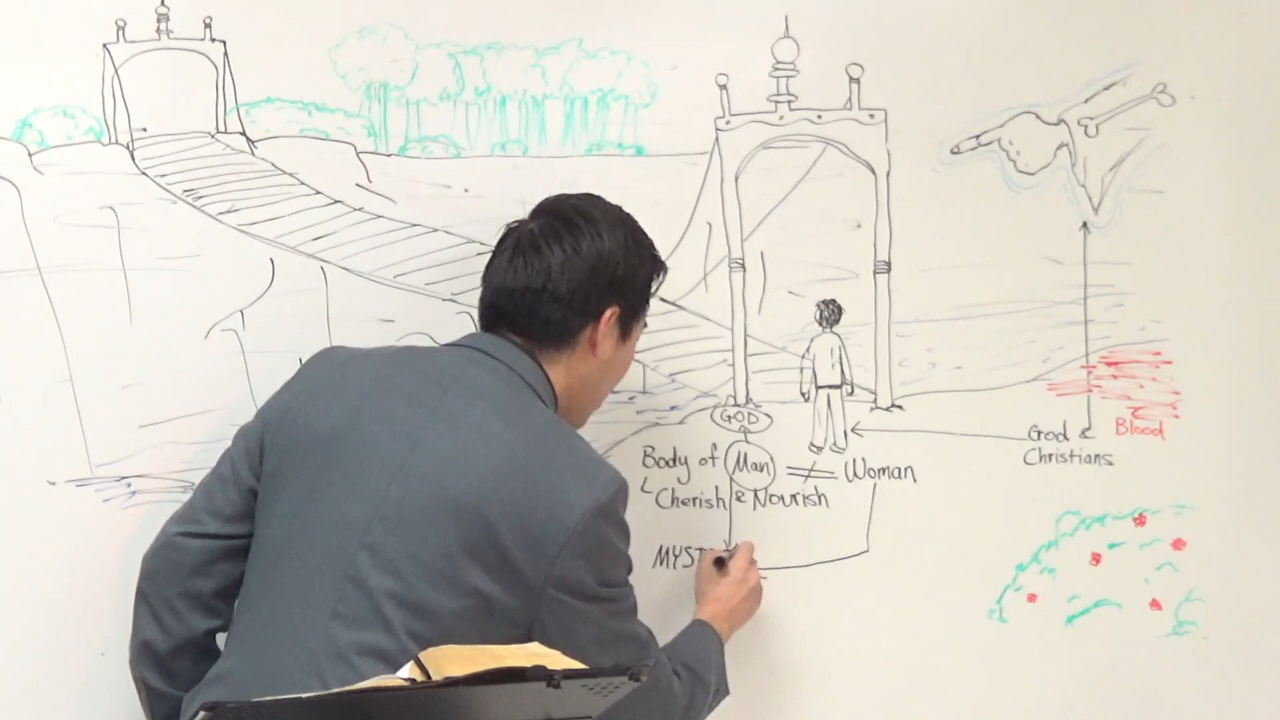 GOD
Body of Man ≠ Woman
Cherish & Nourish
God &
Christians
Blood